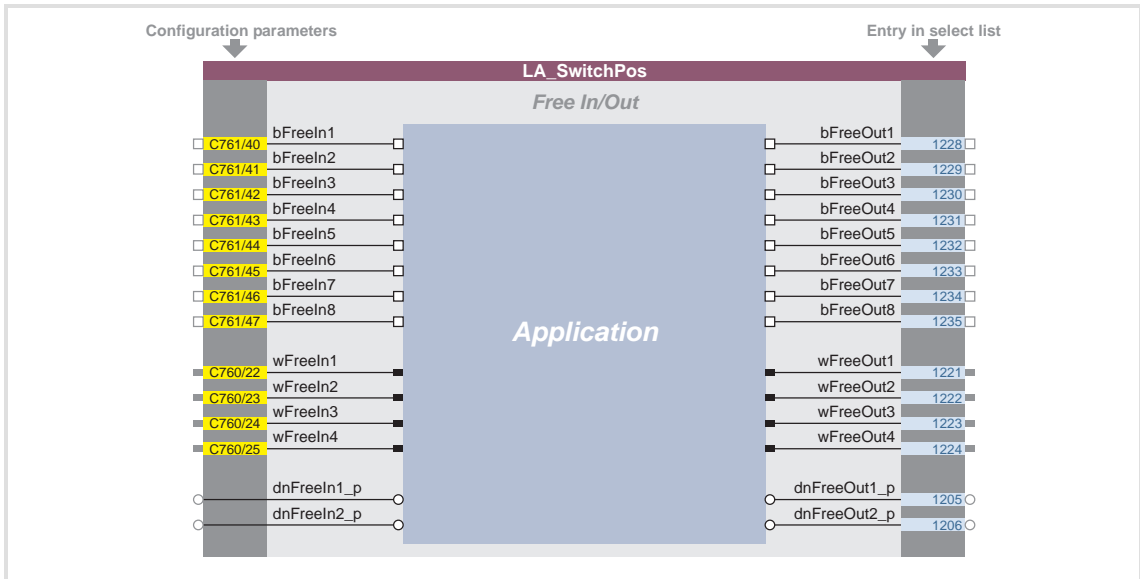 Configuration parameters
Entry in select list
LA_SwitchPos
Free In/Out
bFreeIn1
bFreeOut1
C761/40
1228
bFreeIn2
bFreeOut2
C761/41
1229
bFreeIn3
bFreeOut3
C761/42
1230
bFreeIn4
bFreeOut4
C761/43
1231
bFreeIn5
bFreeOut5
C761/44
1232
bFreeIn6
bFreeOut6
C761/45
1233
bFreeIn7
bFreeOut7
C761/46
1234
bFreeIn8
bFreeOut8
C761/47
1235
Application
wFreeIn1
wFreeOut1
C760/22
1221
wFreeIn2
wFreeOut2
C760/23
1222
wFreeIn3
wFreeOut3
C760/24
1223
wFreeIn4
wFreeOut4
C760/25
1224
dnFreeIn1_p
dnFreeOut1_p
1205
dnFreeIn2_p
dnFreeOut2_p
1206